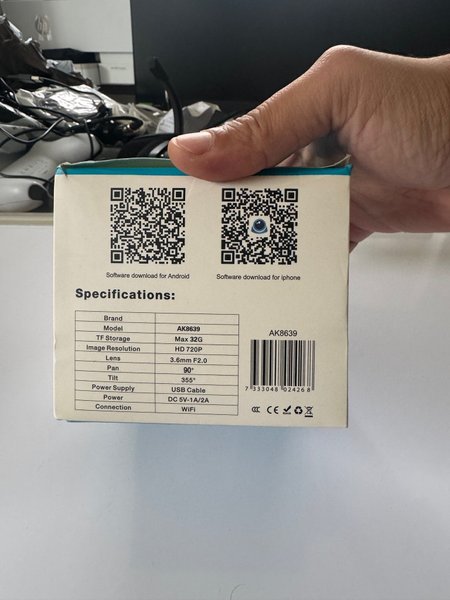 Software download for Android
Software download for Iphone
Specifications:
Brand
Model AK8639
TF Storage Max 32G
Image Resolution HD 720P
Lens 3.6mm F2.0
Pan 90°
Tilt 355°
Power Supply USB Cable
Power DC 5V-1A/2A
Connection WiFi
AK8639
7 333048 024268
CCC CE